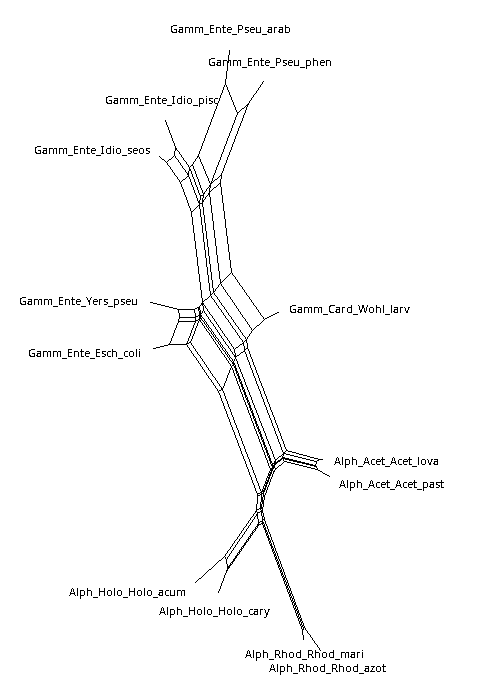 Gamm_Ente_Pseu_arab
Gamm_Ente_Pseu_phen
Gamm_Ente_Idio_pisc
Gamm_Ente_Idio_seos
Gamm_Ente_Yers_pseu
Gamm_Card_Wohl_larv
Gamm_Ente_Esch_coli
Alph_Acet_Acet_lova
Alph_Acet_Acet_past
Alph_Holo_Holo_acum
Alph_Holo_Holo_cary
Alph_Rhod_Rhod_mari
Alph_Rhod_Rhod_azot